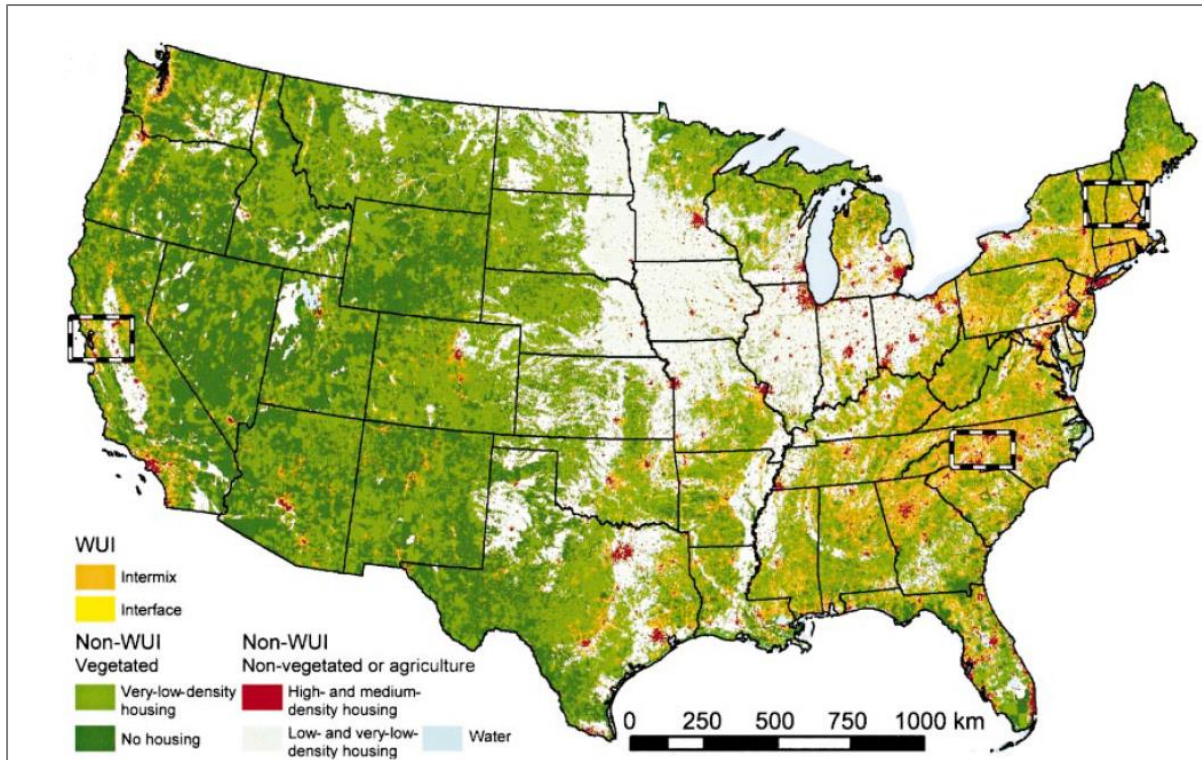 WUI
Intermix
Interface
Non-WUI
Vegetated
Very-low-density
housing
No housing
Non-WUI
Non-vegetated or agriculture
High- and medium-
density housing
Low- and very-low-
density housing
Water
0 250 500 750 1000 km